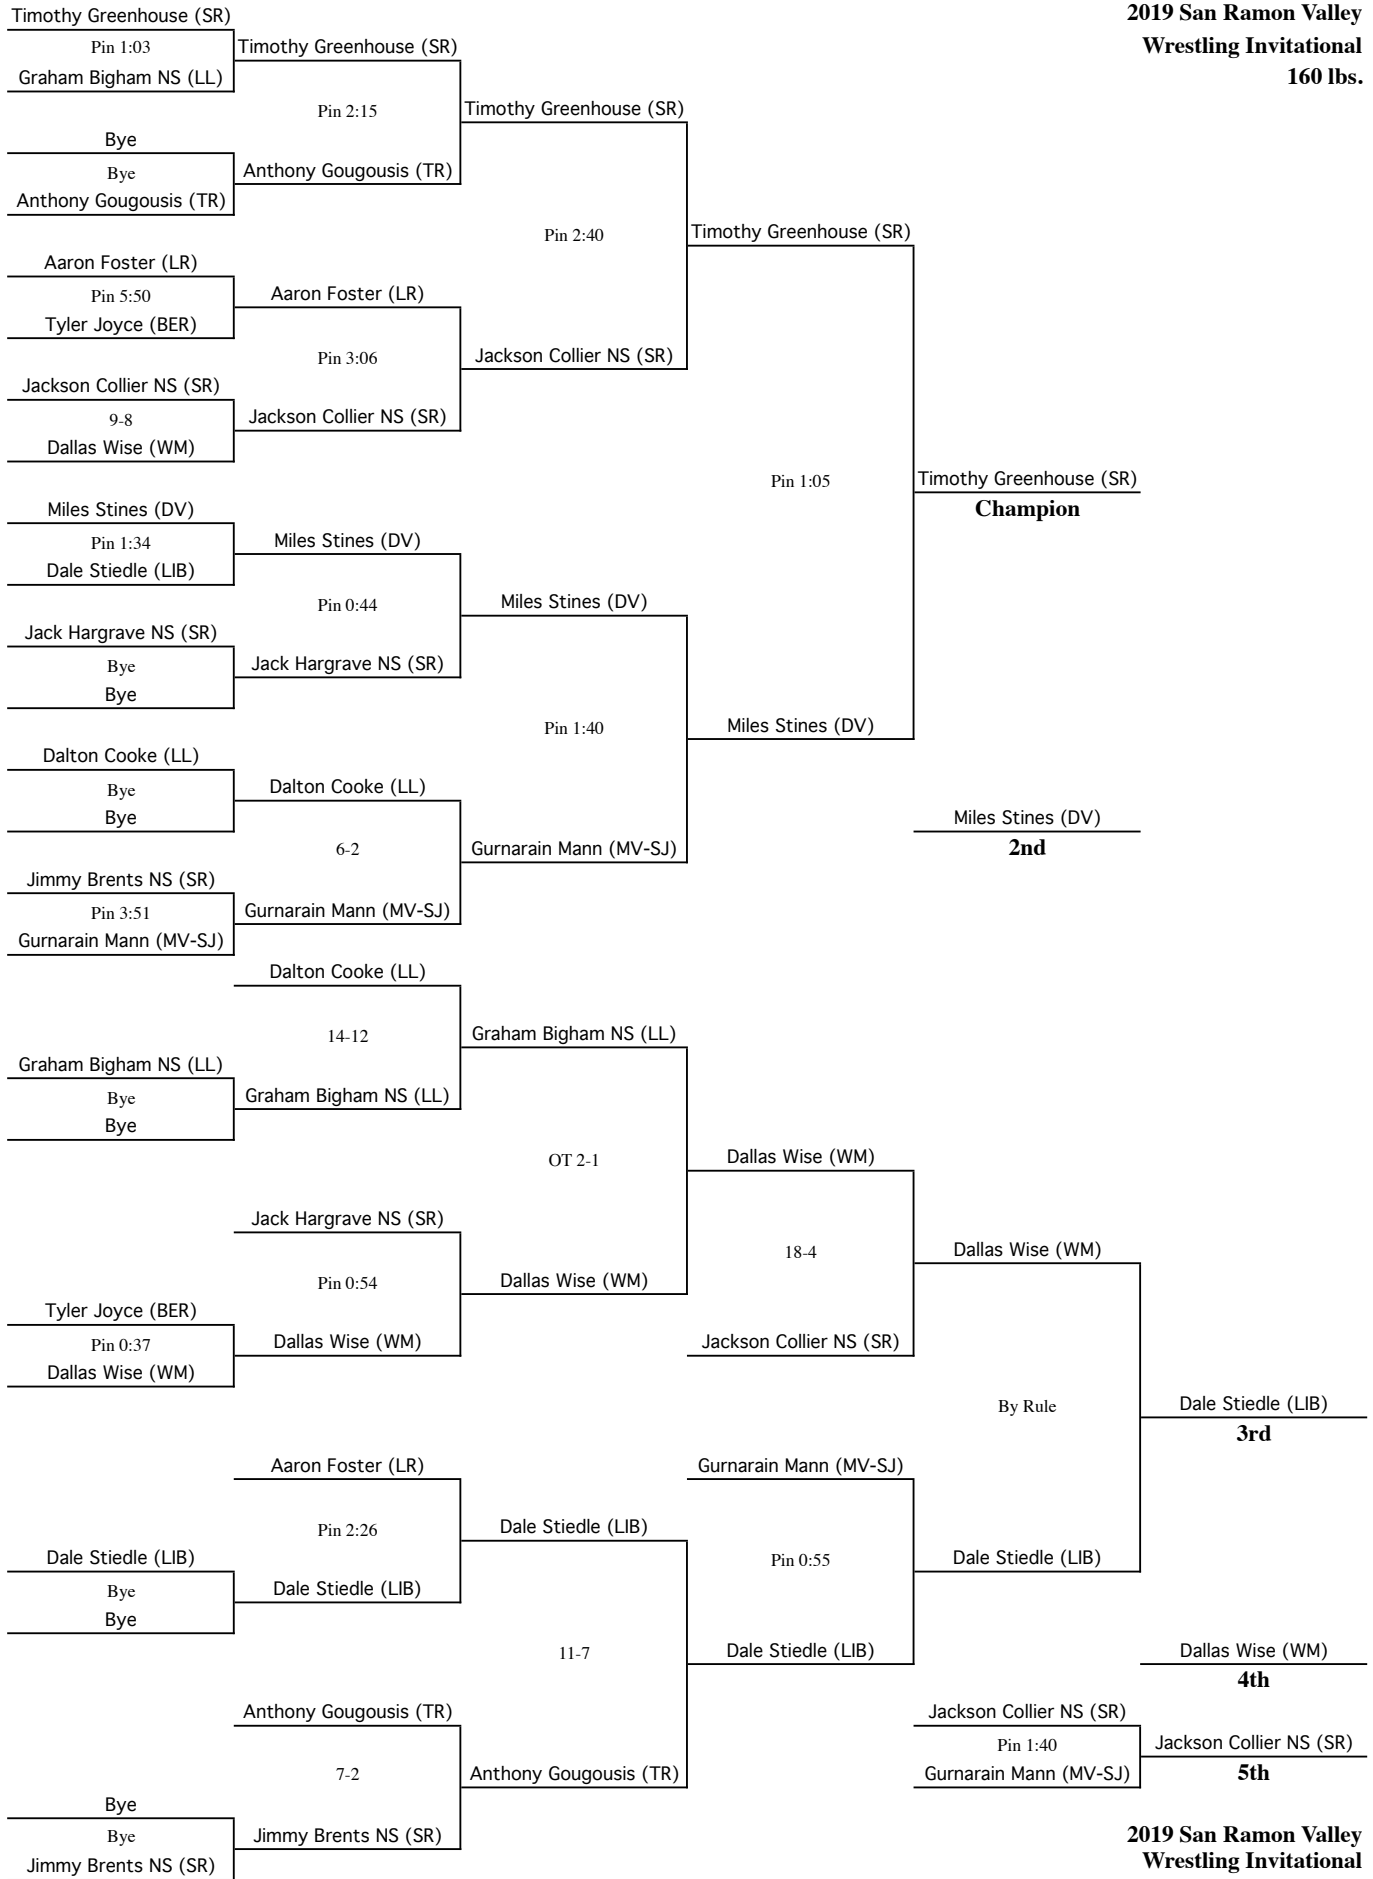 Timothy Greenhouse (SR)
2019 San Ramon Valley
Pin 1:03
Timothy Greenhouse (SR)
Wrestling Invitational
Graham Bigham NS (LL)
160 lbs.
Pin 2:15
Timothy Greenhouse (SR)
Bye
Bye
Anthony Gougousis (TR)
Anthony Gougousis (TR)
Pin 2:40
Timothy Greenhouse (SR)
Aaron Foster (LR)
Pin 5:50
Aaron Foster (LR)
Tyler Joyce (BER)
Pin 3:06
Jackson Collier NS (SR)
Jackson Collier NS (SR)
9-8
Jackson Collier NS (SR)
Dallas Wise (WM)
Pin 1:05
Timothy Greenhouse (SR)
Champion
Miles Stines (DV)
Pin 1:34
Miles Stines (DV)
Dale Stiedle (LIB)
Pin 0:44
Miles Stines (DV)
Jack Hargrave NS (SR)
Bye
Jack Hargrave NS (SR)
Bye
Pin 1:40
Miles Stines (DV)
Dalton Cooke (LL)
Bye
Dalton Cooke (LL)
Bye
Miles Stines (DV)
2nd
6-2
Gurnarain Mann (MV-SJ)
Jimmy Brents NS (SR)
Pin 3:51
Gurnarain Mann (MV-SJ)
Gurnarain Mann (MV-SJ)
Dalton Cooke (LL)
14-12
Graham Bigham NS (LL)
Graham Bigham NS (LL)
Bye
Graham Bigham NS (LL)
Bye
OT 2-1
Dallas Wise (WM)
Jack Hargrave NS (SR)
18-4
Dallas Wise (WM)
Pin 0:54
Dallas Wise (WM)
Tyler Joyce (BER)
Pin 0:37
Dallas Wise (WM)
Jackson Collier NS (SR)
Dallas Wise (WM)
By Rule
Dale Stiedle (LIB)
3rd
Aaron Foster (LR)
Gurnarain Mann (MV-SJ)
Pin 2:26
Dale Stiedle (LIB)
Dale Stiedle (LIB)
Pin 0:55
Dale Stiedle (LIB)
Bye
Dale Stiedle (LIB)
Bye
11-7
Dale Stiedle (LIB)
Dallas Wise (WM)
4th
Anthony Gougousis (TR)
Jackson Collier NS (SR)
Pin 1:40
Jackson Collier NS (SR)
7-2
Anthony Gougousis (TR)
Gurnarain Mann (MV-SJ)
5th
Bye
Bye
Jimmy Brents NS (SR)
2019 San Ramon Valley
Jimmy Brents NS (SR)
Wrestling Invitational